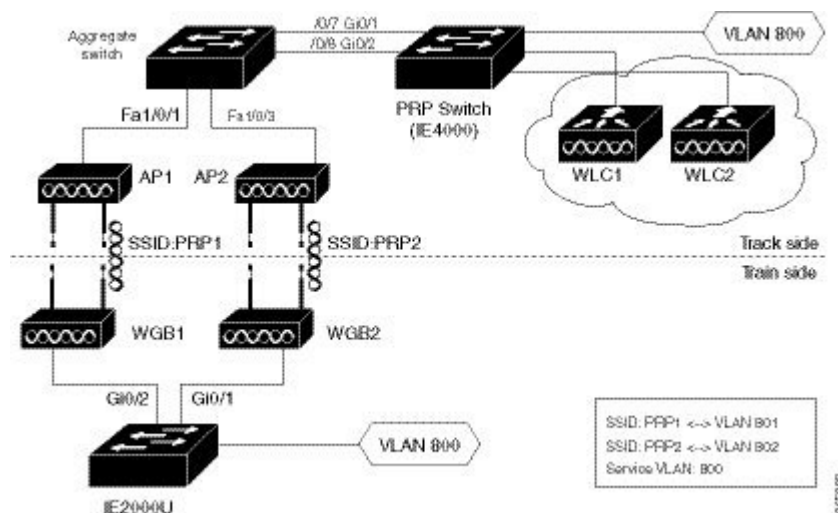 /0/7 Gi0/1
Aggregate
switch
/0/8 Gi0/2
VLAN 800
Fa1/0/1
Fa1/0/3
PRP Switch
(IE4000)
WLC1
WLC2
AP1
AP2
SSID:PRP1
SSID:PRP2
Track side
Train side
WGB1
WGB2
Gi0/2
Gi0/1
VLAN 800
SSID: PRP1 <--> VLAN 801
SSID: PRP2 <--> VLAN 802
Service VLAN: 800
IE2000U